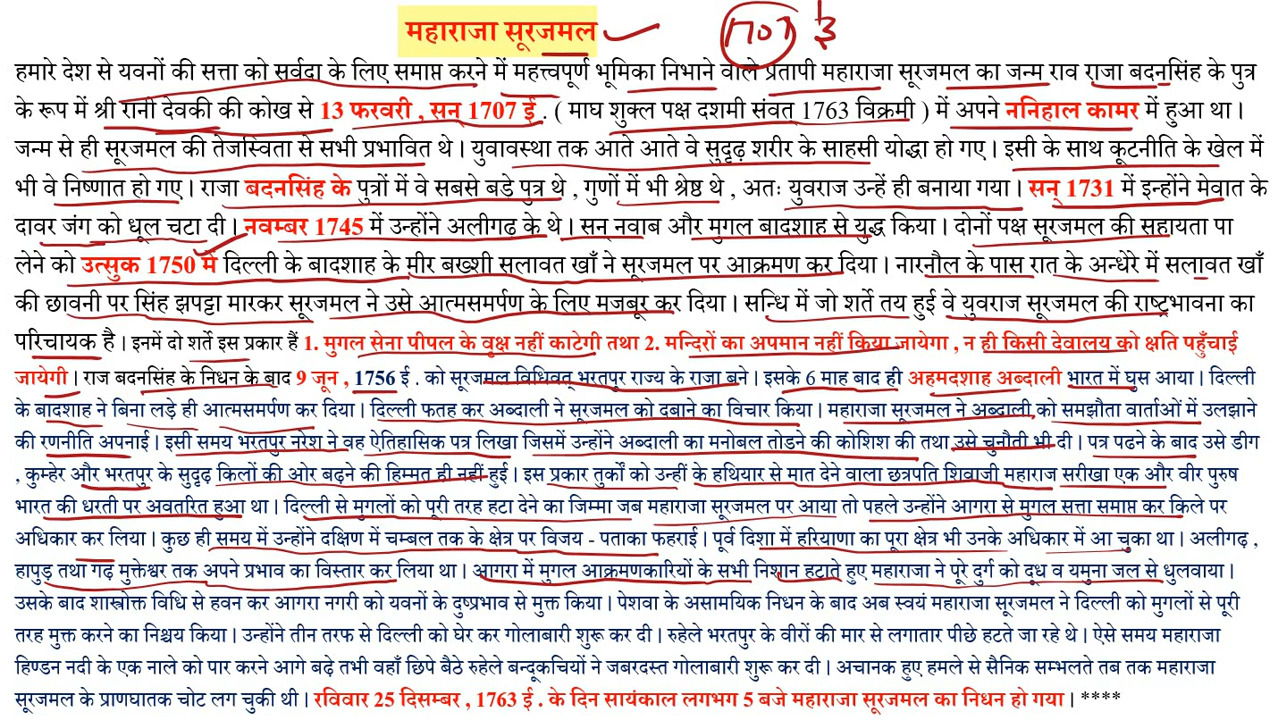 महाराजा सूरजमल
1707 ई
हमारे देश से यवनों की सत्ता को सर्वदा के लिए समाप्त करने में महत्त्वपूर्ण भूमिका निभाने वाले प्रतापी महाराजा सूरजमल का जन्म राव राजा बदनसिंह के पुत्र
के रूप में श्री रानी देवकी की कोख से 13 फरवरी , सन् 1707 ई . ( माघ शुक्ल पक्ष दशमी संवत् 1763 विक्रमी ) में अपने ननिहाल कामर में हुआ था ।
जन्म से ही सूरजमल की तेजस्विता से सभी प्रभावित थे । युवावस्था तक आते आते वे सुदृढ़ शरीर के साहसी योद्धा हो गए । इसी के साथ कूटनीति के खेल में
भी वे निष्णात हो गए । राजा बदनसिंह के पुत्रों में वे सबसे बडे पुत्र थे , गुणों में भी श्रेष्ठ थे , अतः युवराज उन्हें ही बनाया गया । सन् 1731 में इन्होंने मेवात के
दावर जंग को धूल चटा दी । नवम्बर 1745 में उन्होंने अलीगढ के थे । सन् नवाब और मुगल बादशाह से युद्ध किया । दोनों पक्ष सूरजमल की सहायता पा
लेने को उत्सुक 1750 में दिल्ली के बादशाह के मीर बख्शी सलावत खाँ ने सूरजमल पर आक्रमण कर दिया । नारनौल के पास रात के अन्धेरे में सलावत खाँ
की छावनी पर सिंह झपट्टा मारकर सूरजमल ने उसे आत्मसमर्पण के लिए मजबूर कर दिया । सन्धि में जो शर्ते तय हुई वे युवराज सूरजमल की राष्ट्रभावना का
परिचायक है । इनमें दो शर्ते इस प्रकार हैं 1. मुगल सेना पीपल के वृक्ष नहीं काटेगी तथा 2. मन्दिरों का अपमान नहीं किया जायेगा , न ही किसी देवालय को क्षति पहुँचाई
जायेगी । राज बदनसिंह के निधन के बाद 9 जून , 1756 ई . को सूरजमल विधिवत् भरतपुर राज्य के राजा बने । इसके 6 माह बाद ही अहमदशाह अब्दाली भारत में घुस आया । दिल्ली
के बादशाह ने बिना लड़े ही आत्मसमर्पण कर दिया । दिल्ली फतह कर अब्दाली ने सूरजमल को दबाने का विचार किया । महाराजा सूरजमल ने अब्दाली को समझौता वार्ताओं में उलझाने
की रणनीति अपनाई । इसी समय भरतपुर नरेश ने वह ऐतिहासिक पत्र लिखा जिसमें उन्होंने अब्दाली का मनोबल तोडने की कोशिश की तथा उसे चुनौती भी दी । पत्र पढने के बाद उसे डीग
, कुम्हेर और भरतपुर के सुदृढ़ किलों की ओर बढ़ने की हिम्मत ही नहीं हुई । इस प्रकार तुर्कों को उन्हीं के हथियार से मात देने वाला छत्रपति शिवाजी महाराज सरीखा एक और वीर पुरुष
भारत की धरती पर अवतरित हुआ था । दिल्ली से मुगलों को पूरी तरह हटा देने का जिम्मा जब महाराजा सूरजमल पर आया तो पहले उन्होंने आगरा से मुगल सत्ता समाप्त कर किले पर
अधिकार कर लिया । कुछ ही समय में उन्होंने दक्षिण में चम्बल तक के क्षेत्र पर विजय - पताका फहराई । पूर्व दिशा में हरियाणा का पूरा क्षेत्र भी उनके अधिकार में आ चुका था । अलीगढ़ ,
हापुड़ तथा गढ़ मुक्तेश्वर तक अपने प्रभाव का विस्तार कर लिया था । आगरा में मुगल आक्रमणकारियों के सभी निशान हटाते हुए महाराजा ने पूरे दुर्ग को दूध व यमुना जल से धुलवाया ।
उसके बाद शास्त्रोक्त विधि से हवन कर आगरा नगरी को यवनों के दुष्प्रभाव से मुक्त किया । पेशवा के असामयिक निधन के बाद अब स्वयं महाराजा सूरजमल ने दिल्ली को मुगलों से पूरी
तरह मुक्त करने का निश्चय किया । उन्होंने तीन तरफ से दिल्ली को घेर कर गोलाबारी शुरू कर दी । रुहेले भरतपुर के वीरों की मार से लगातार पीछे हटते जा रहे थे । ऐसे समय महाराजा
हिण्डन नदी के एक नाले को पार करने आगे बढ़े तभी वहाँ छिपे बैठे रुहेले बन्दूकचियों ने जबरदस्त गोलाबारी शुरू कर दी । अचानक हुए हमले से सैनिक सम्भलते तब तक महाराजा
सूरजमल के प्राणघातक चोट लग चुकी थी । रविवार 25 दिसम्बर , 1763 ई . के दिन सायंकाल लगभग 5 बजे महाराजा सूरजमल का निधन हो गया । ****